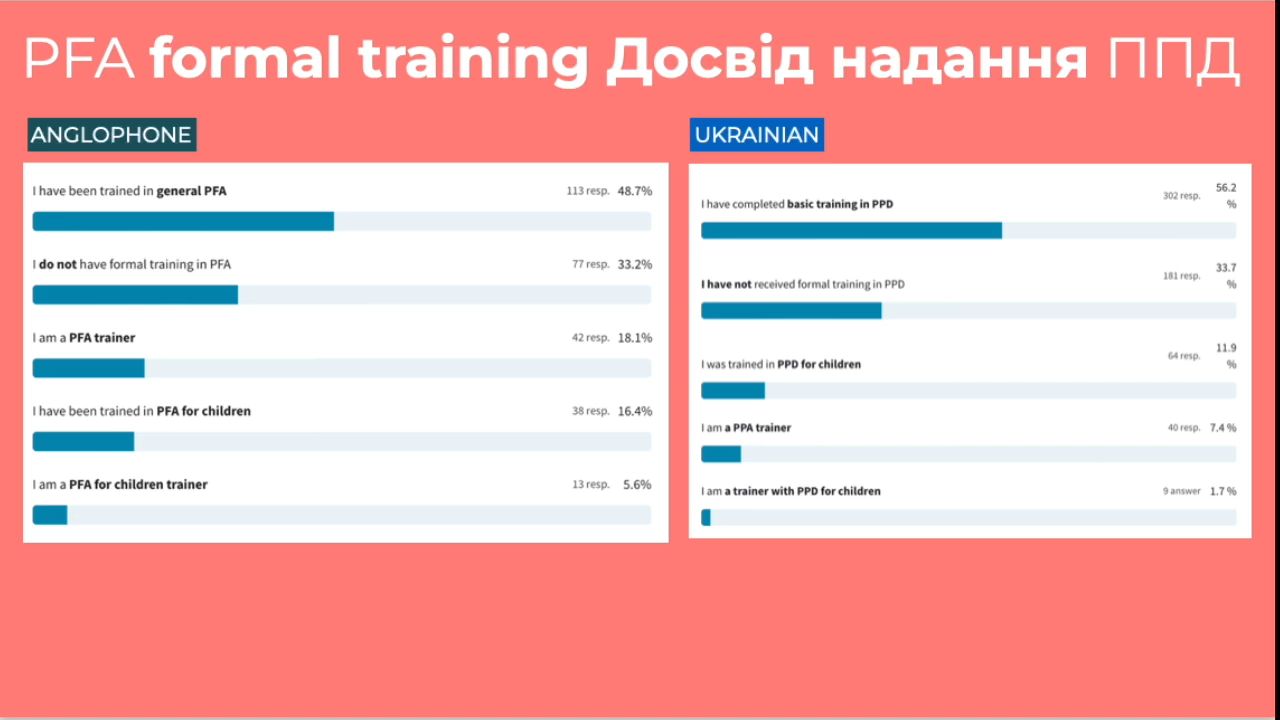 PFA formal training Досвід надання ППД
ANGLOPHONE
I have been trained in general PFA 113 resp. 48.7%
I do not have formal training in PFA 77 resp. 33.2%
I am a PFA trainer 42 resp. 18.1%
I have been trained in PFA for children 38 resp. 16.4%
I am a PFA for children trainer 13 resp. 5.6%
UKRAINIAN
I have completed basic training in PPD 302 resp. 56.2
%
I have not received formal training in PPD 181 resp. 33.7
%
I was trained in PPD for children 64 resp. 11.9
%
I am a PPA trainer 40 resp. 7.4 %
I am a trainer with PPD for children 9 answer 1.7 %